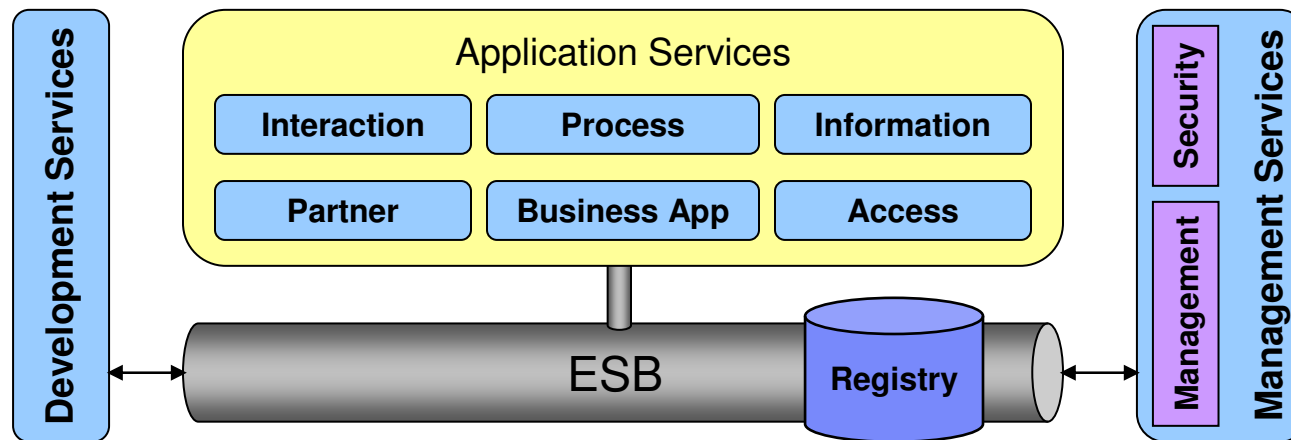 Development Services
Application Services
Interaction
Process
Information
Partner
Business App
Access
ESB
Registry
Security
Management
Management Services